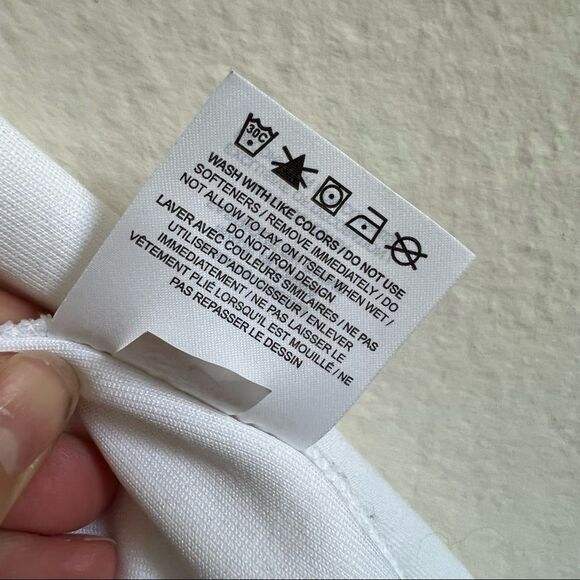 30C
WASH WITH LIKE COLORS / DO NOT USE
SOFTENERS / REMOVE IMMEDIATELY / DO
NOT ALLOW TO LAY ON ITSELF WHEN WET /
DO NOT IRON DESIGN
LAVER AVEC COULEURS SIMILAIRES / NE PAS
UTILISER D'ADOUCISSEUR / ENLEVER
IMMEDIATEMENT / NE PAS LAISSER LE
VÊTEMENT PLIÉ LORSQU'IL EST MOUILLÉ / NE
PAS REPASSER LE DESSIN